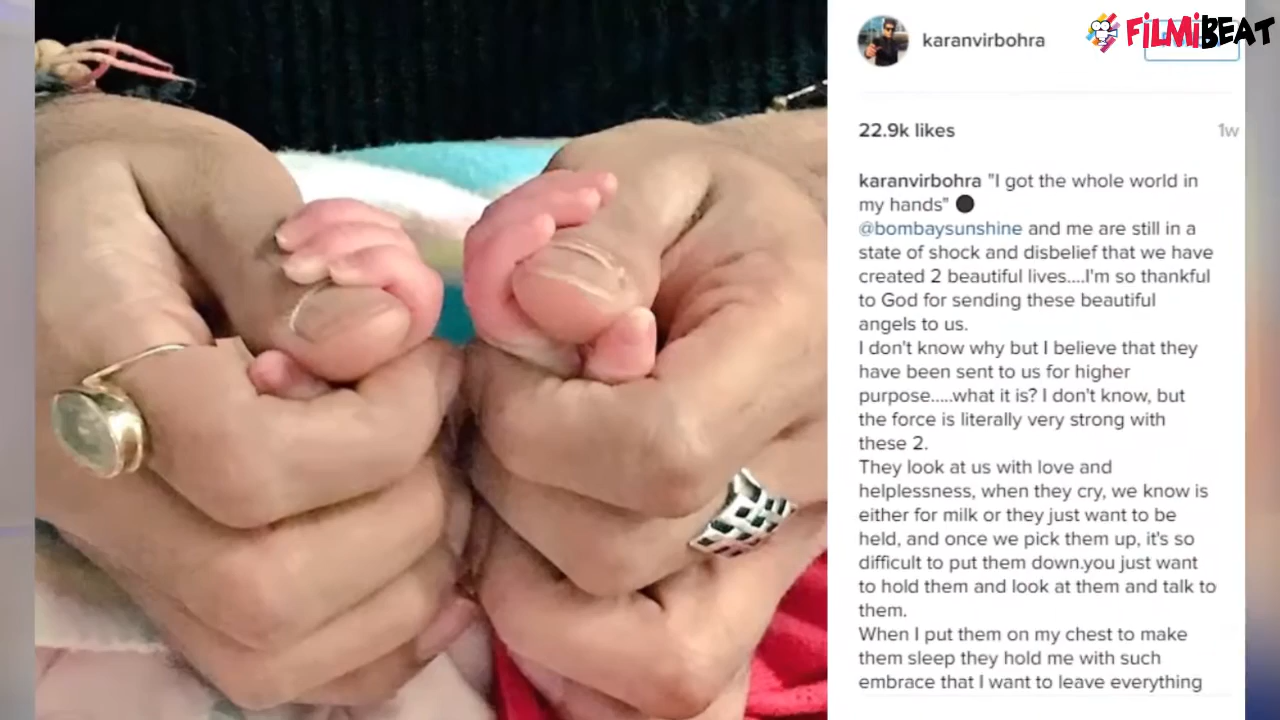 karanvirbohra
FiLMiBEAT
22.9k likes
1w
karanvirbohra "I got the whole world in
my hands"
@bombaysunshine and me are still in a
state of shock and disbelief that we have
created 2 beautiful lives....I'm so thankful
to God for sending these beautiful
angels to us.
I don't know why but I believe that they
have been sent to us for higher
purpose.....what it is? I don't know, but
the force is literally very strong with
these 2.
They look at us with love and
helplessness, when they cry, we know is
either for milk or they just want to be
held, and once we pick them up, it's so
difficult to put them down.you just want
to hold them and look at them and talk to
them.
When I put them on my chest to make
them sleep they hold me with such
embrace that I want to leave everything